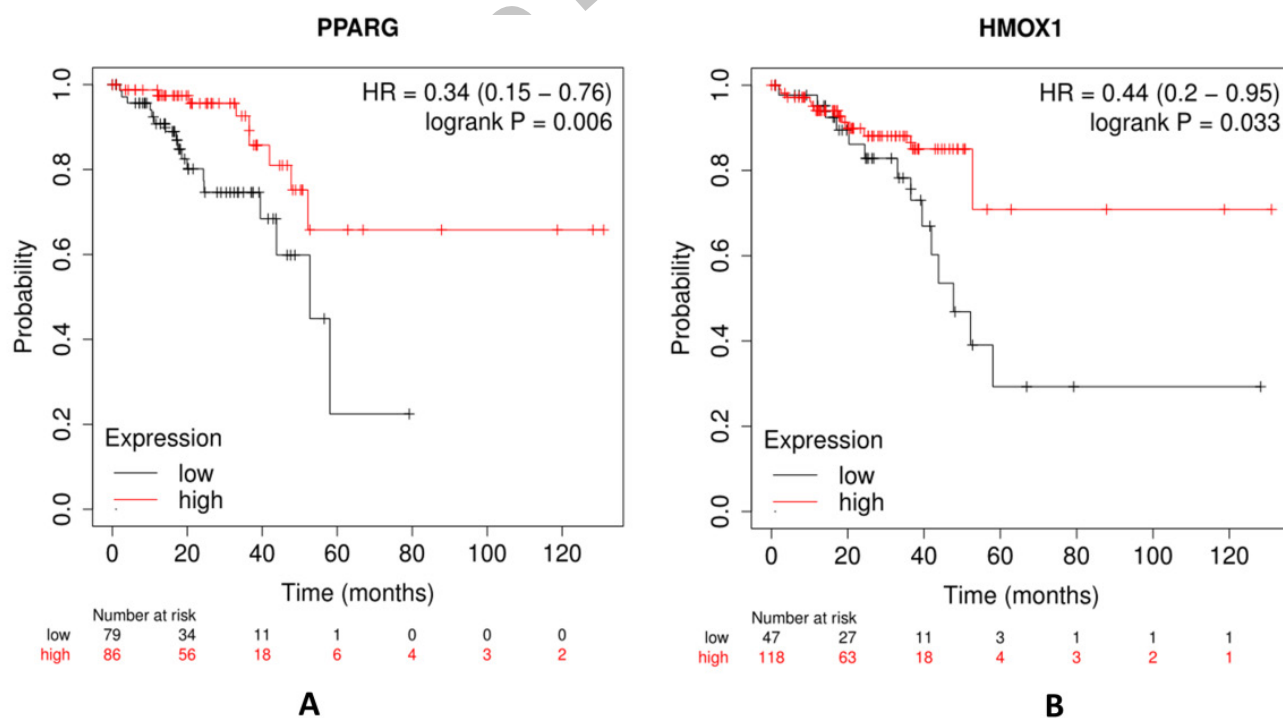 PPARG
HR = 0.34 (0.15 – 0.76)
logrank P = 0.006
Probability
1.0
0.8
0.6
0.4
0.2
0.0
Expression
low
high
0 20 40 60 80 100 120
Time (months)
Number at risk
low 79 34 11 1 0 0 0
high 86 56 18 6 4 3 2
A
HMOX1
HR = 0.44 (0.2 – 0.95)
logrank P = 0.033
Probability
1.0
0.8
0.6
0.4
0.2
0.0
Expression
low
high
0 20 40 60 80 100 120
Time (months)
Number at risk
low 47 27 11 3 1 1 1
high 118 63 18 4 3 2 1
B